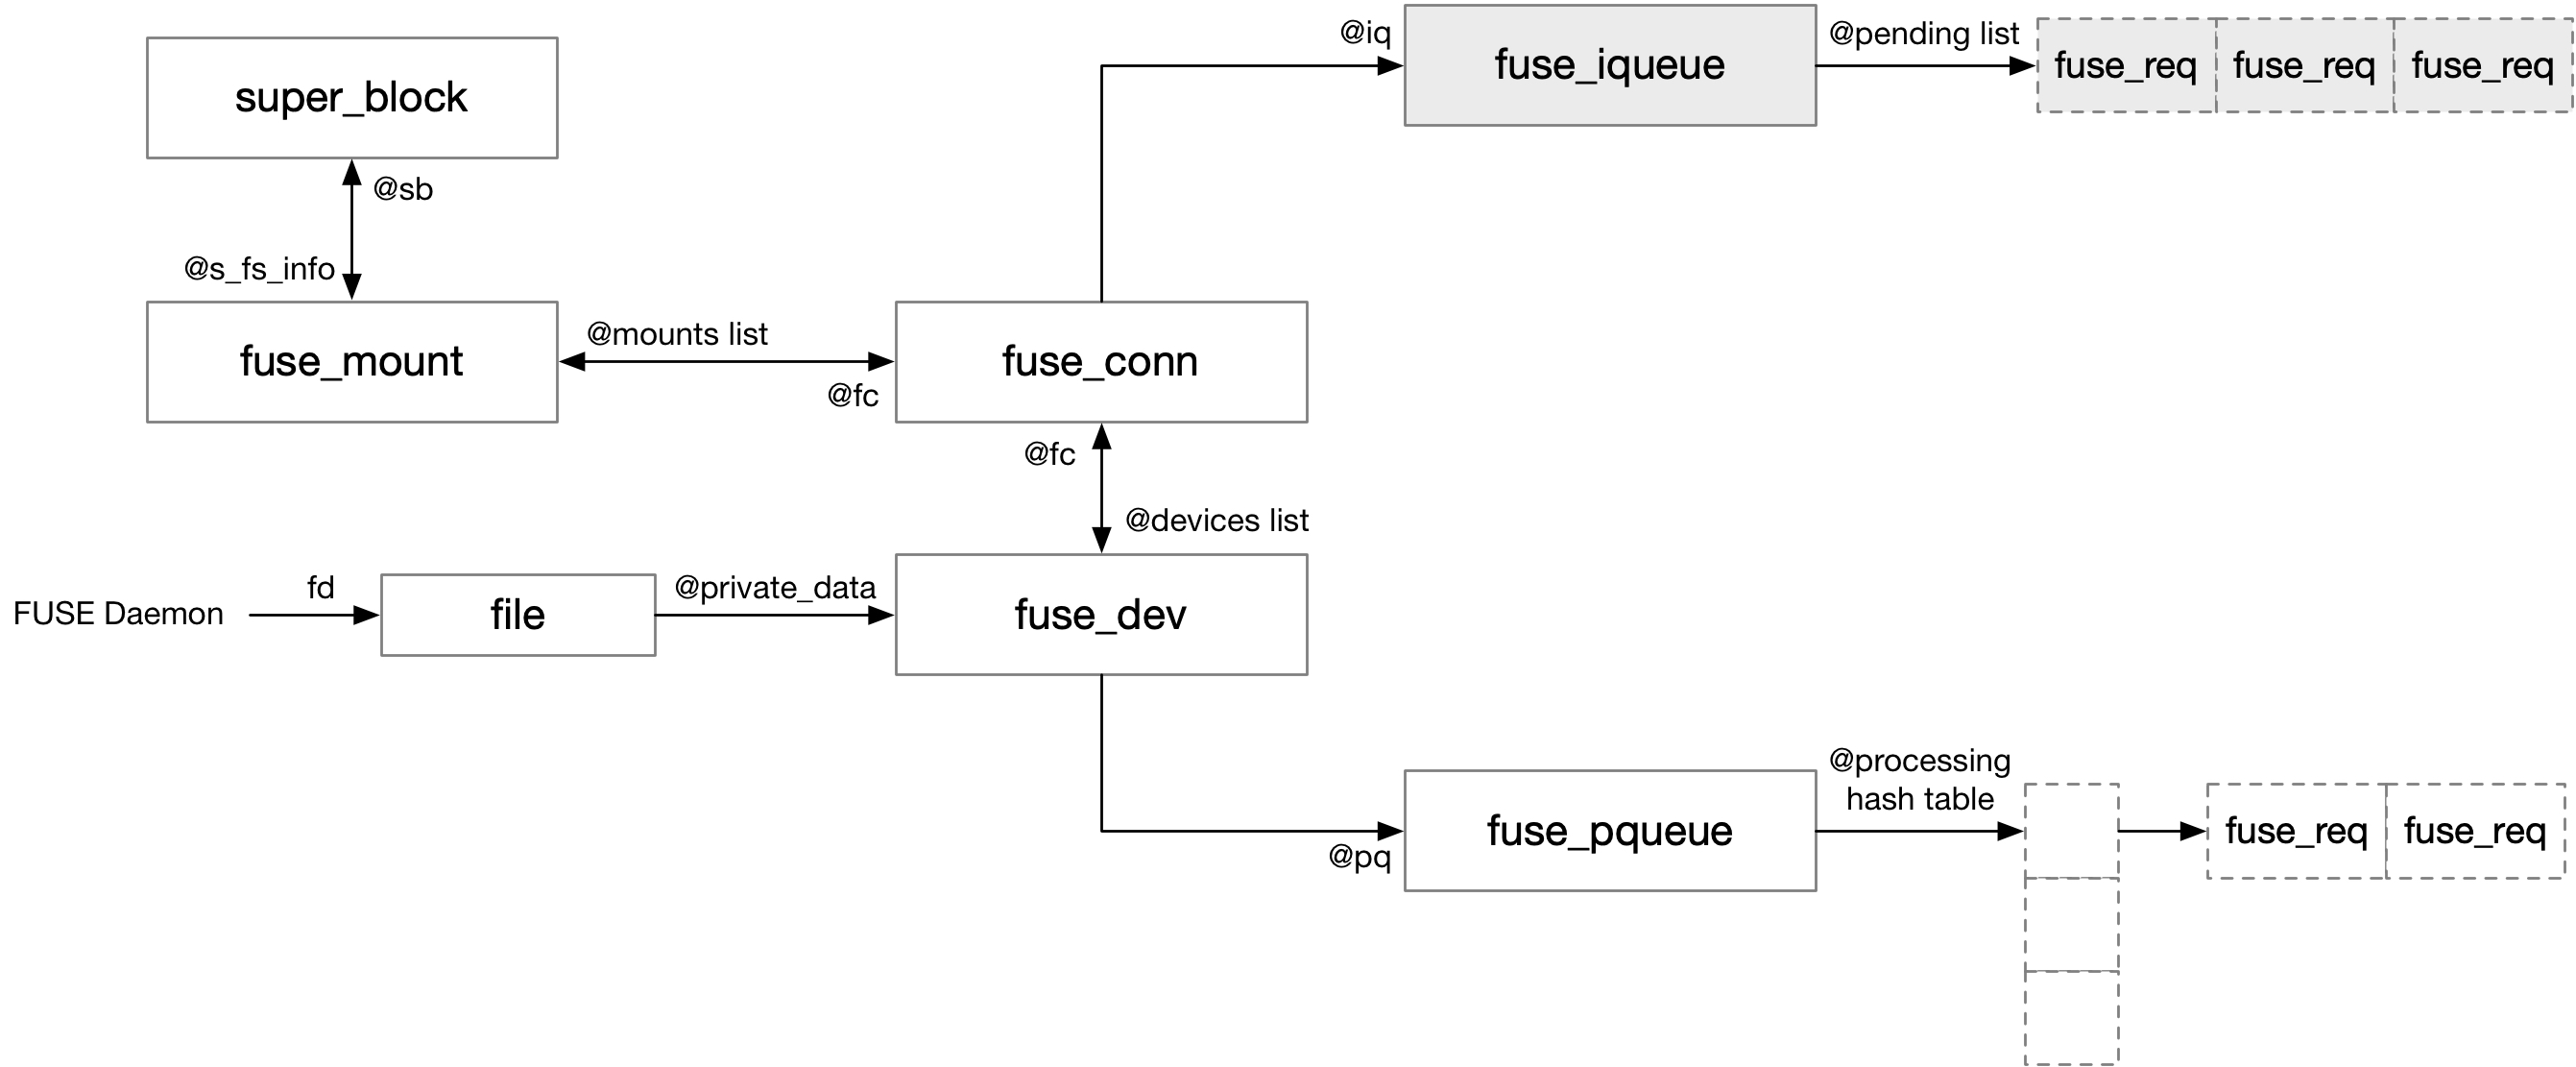 @iq
fuse_iqueue
@pending list
fuse_req
fuse_req
fuse_req
super_block
@sb
@s_fs_info
fuse_mount
@mounts list
@fc
fuse_conn
@fc
@devices list
FUSE Daemon
fd
file
@private_data
fuse_dev
@pq
fuse_pqueue
@processing
hash table
fuse_req
fuse_req